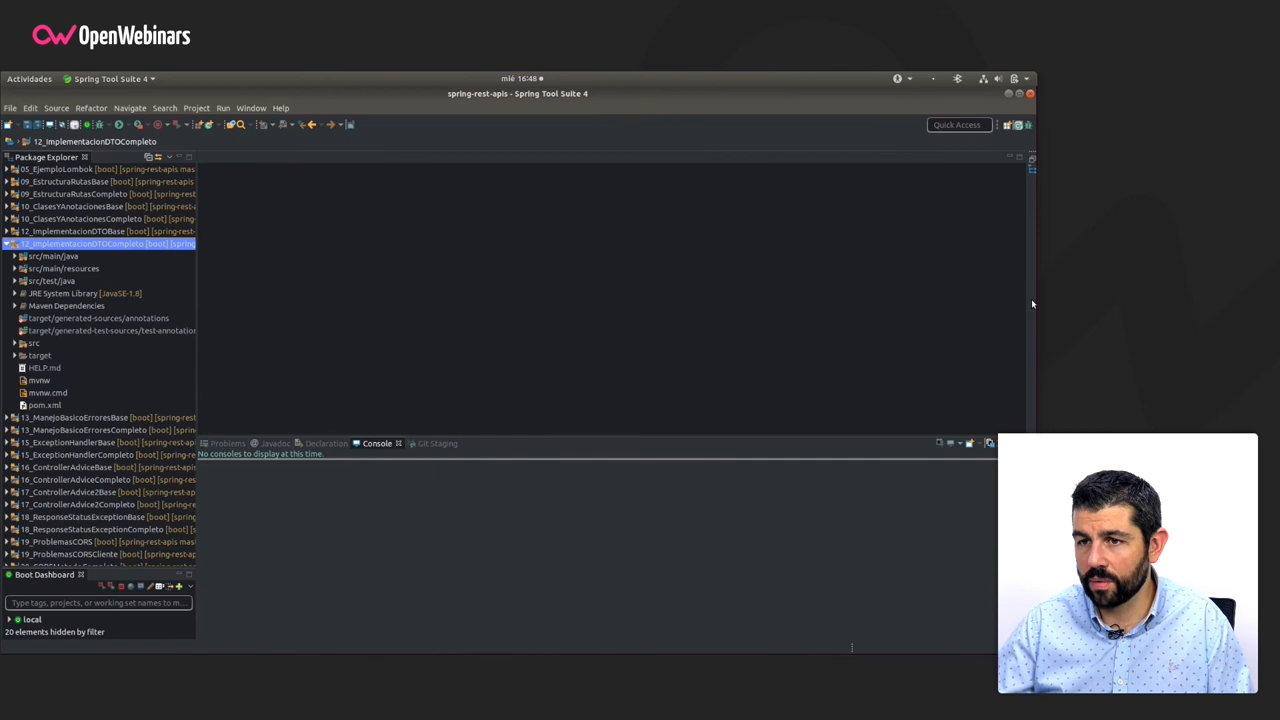 OpenWebinars
Actividades Spring Tool Suite 4 mié 16:48
spring-rest-apis - Spring Tool Suite 4
File Edit Source Refactor Navigate Search Project Run Window Help
Quick Access
12_ImplementacionDTOCompleto
Package Explorer
05_EjemploLombok [boot] [spring-rest-apis mas
09_EstructuraRutasBase [boot] [spring-rest-apis
09_EstructuraRutasCompleto [boot] [spring-rest
10_ClasesYAnotacionesBase [boot] [spring-rest
10_ClasesYAnotacionesCompleto [boot] [spring
12_ImplementacionDTOBase [boot] [spring-rest
12_ImplementacionDTOCompleto [boot] [spring
src/main/java
src/main/resources
src/test/java
JRE System Library [JavaSE-1.8]
Maven Dependencies
target/generated-sources/annotations
target/generated-test-sources/test-annotation
src
target
HELP.md
mvnw
mvnw.cmd
pom.xml
13_ManejoBasicoErroresBase [boot] [spring-rest
13_ManejoBasicoErroresCompleto [boot] [spring
15_ExceptionHandlerBase [boot] [spring-rest-api
15_ExceptionHandlerCompleto [boot] [spring-res
16_ControllerAdviceBase [boot] [spring-rest-api
16_ControllerAdviceCompleto [boot] [spring-res
17_ControllerAdvice2Base [boot] [spring-rest-a
17_ControllerAdvice2Completo [boot] [spring-re
18_ResponseStatusExceptionBase [boot] [spring
18_ResponseStatusExceptionCompleto [boot] [s
19_ProblemasCORS [boot] [spring-rest-apis mas
19_ProblemasCORSCliente [boot] [spring-rest-ap
Problems Javadoc Declaration Console Git Staging
No consoles to display at this time.
Boot Dashboard
Type tags, projects, or working set names to m...
local
20 elements hidden by filter